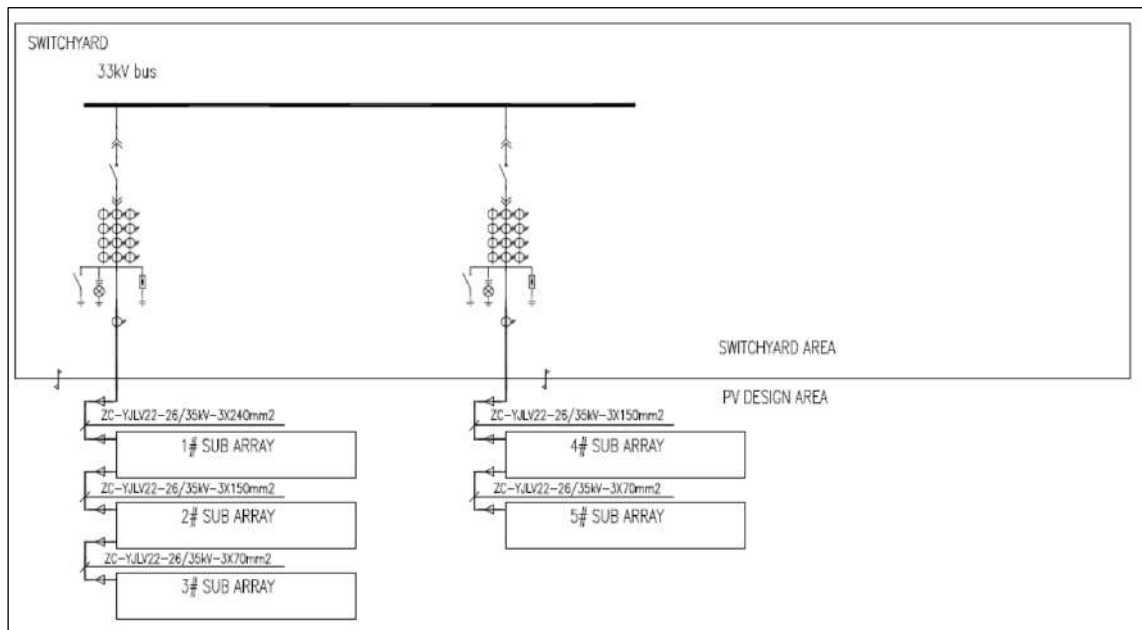 SWITCHYARD
33kV bus
SWITCHYARD AREA
PV DESIGN AREA
ZC-YJLV22-26/35kV-3X240mm2
1# SUB ARRAY
ZC-YJLV22-26/35kV-3X150mm2
2# SUB ARRAY
ZC-YJLV22-26/35kV-3X70mm2
3# SUB ARRAY
ZC-YJLV22-26/35kV-3X150mm2
4# SUB ARRAY
ZC-YJLV22-26/35kV-3X70mm2
5# SUB ARRAY